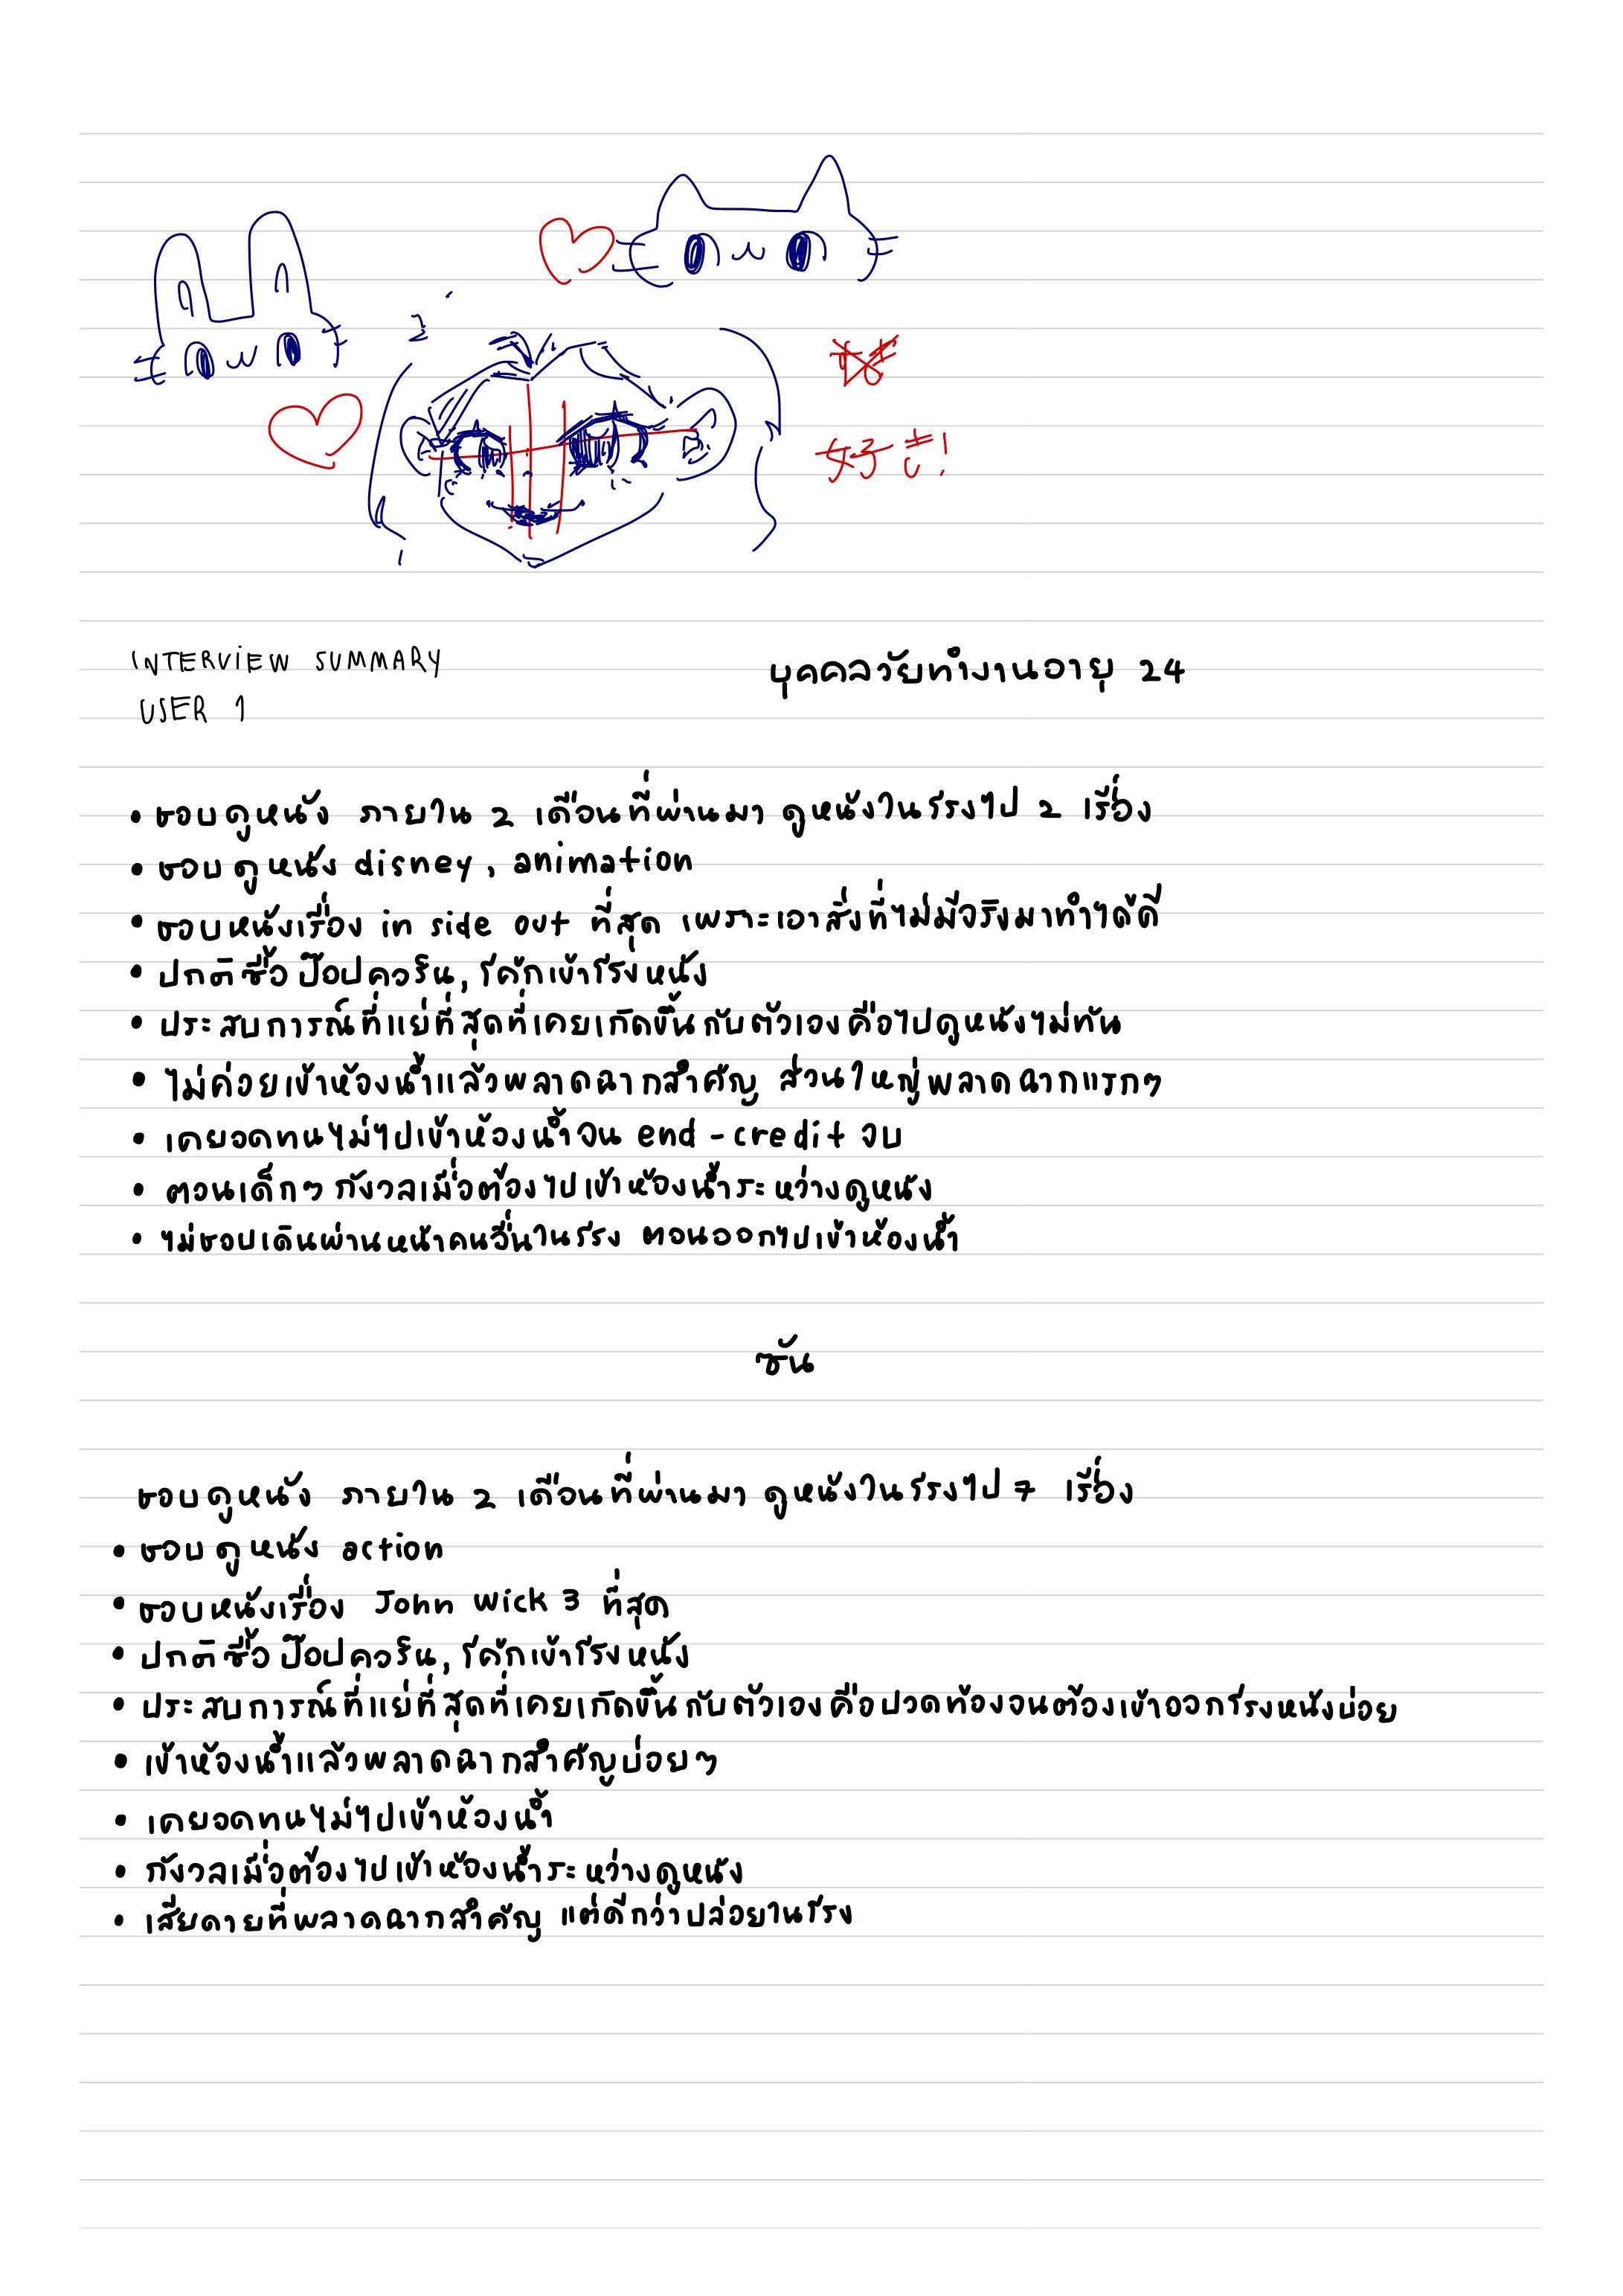 好き!
INTERVIEW SUMMARY
บุคคลวัยทำงานอายุ 24
USER 1
• ชอบดูหนัง ภายใน 2 เดือนที่ผ่านมา ดูหนังในโรงไป 2 เรื่อง
• ชอบดูหนัง disney, animation
• ชอบหนังเรื่อง in side out ที่สุด เพราะเอาสิ่งที่ไม่มีจริงมาทำได้ดี
• ปกติซื้อป๊อปคอร์น, โค้กเข้าโรงหนัง
• ประสบการณ์ที่แย่ที่สุดที่เคยเกิดขึ้นกับตัวเองคือไปดูหนังไม่ทัน
• ไม่ค่อยเข้าห้องน้ำแล้วพลาดฉากสำคัญ ส่วนใหญ่พลาดฉากแรกๆ
• เคยอดทนไม่ไปเข้าห้องน้ำจน end-credit จบ
• ตอนเด็กๆ กังวลเมื่อต้องไปเข้าห้องน้ำระหว่างดูหนัง
• ไม่ชอบเดินผ่านหน้าคนอื่นในโรง ตอนออกไปเข้าห้องน้ำ
ซัน
ชอบดูหนัง ภายใน 2 เดือนที่ผ่านมา ดูหนังในโรงไป 7 เรื่อง
• ชอบดูหนัง action
• ชอบหนังเรื่อง John Wick 3 ที่สุด
• ปกติซื้อป๊อปคอร์น, โค้กเข้าโรงหนัง
• ประสบการณ์ที่แย่ที่สุดที่เคยเกิดขึ้นกับตัวเองคือปวดท้องจนต้องเข้าออกโรงหนังบ่อย
• เข้าห้องน้ำแล้วพลาดฉากสำคัญบ่อยๆ
• เคยอดทนไม่ไปเข้าห้องน้ำ
• กังวลเมื่อต้องไปเข้าห้องน้ำระหว่างดูหนัง
• เสียดายที่พลาดฉากสำคัญ แต่ดีกว่าปล่อยในโรง